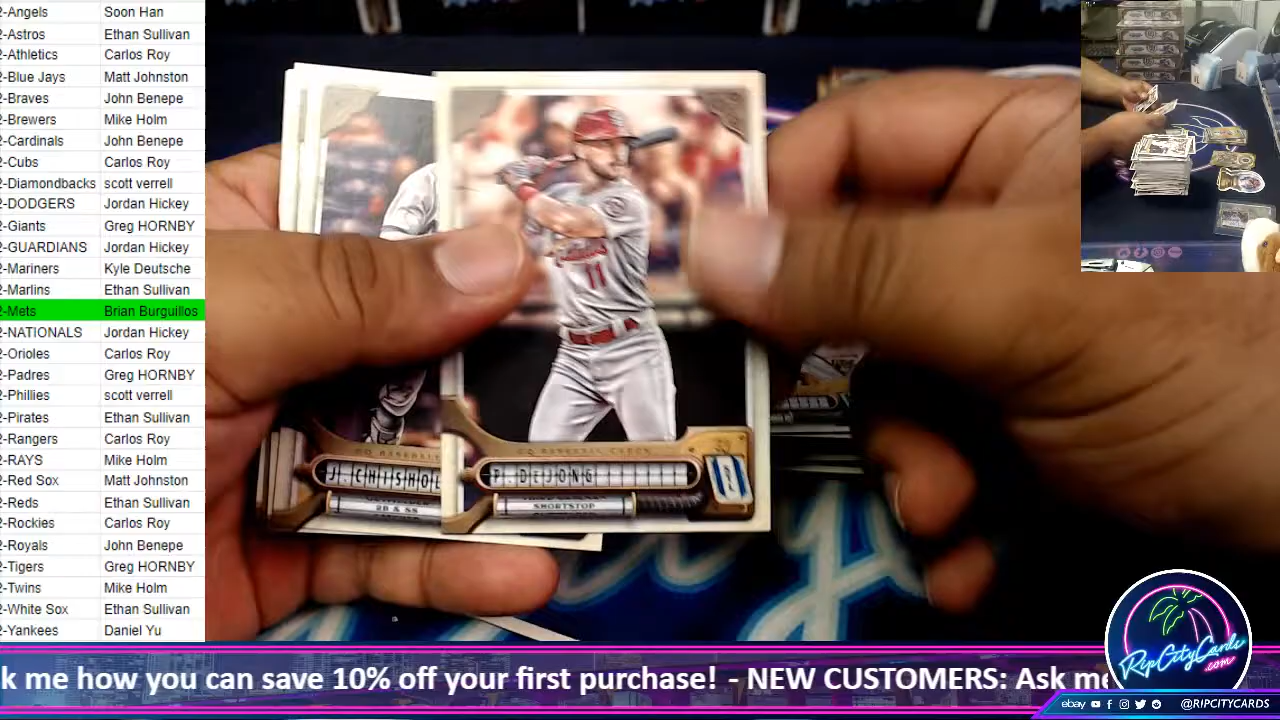 2-Angels Soon Han
2-Astros Ethan Sullivan
2-Athletics Carlos Roy
2-Blue Jays Matt Johnston
2-Braves John Benepe
2-Brewers Mike Holm
2-Cardinals John Benepe
2-Cubs Carlos Roy
2-Diamondbacks scott verrell
2-DODGERS Jordan Hickey
2-Giants Greg HORNBY
2-GUARDIANS Jordan Hickey
2-Mariners Kyle Deutsche
2-Marlins Ethan Sullivan
2-Mets Brian Burguillos
2-NATIONALS Jordan Hickey
2-Orioles Carlos Roy
2-Padres Greg HORNBY
2-Phillies scott verrell
2-Pirates Ethan Sullivan
2-Rangers Carlos Roy
2-RAYS Mike Holm
2-Red Sox Matt Johnston
2-Reds Ethan Sullivan
2-Rockies Carlos Roy
2-Royals John Benepe
2-Tigers Greg HORNBY
2-Twins Mike Holm
2-White Sox Ethan Sullivan
2-Yankees Daniel Yu
Cardinals
11
J. CHISHOL
2B & SS
P. DEJONG
SHORTSTOP
k me how you can save 10% off your first purchase! - NEW CUSTOMERS: Ask me
RipCityCards
.com
ebay @RIPCITYCARDS